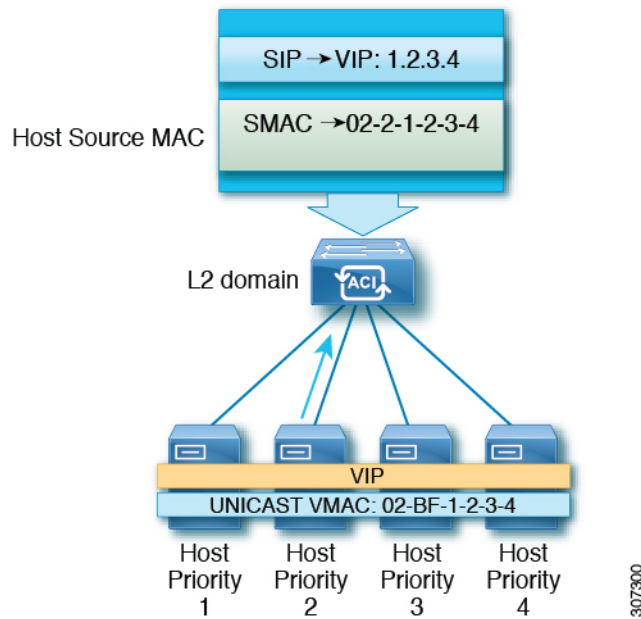 SIP → VIP: 1.2.3.4
Host Source MAC
SMAC → 02-2-1-2-3-4
L2 domain
ACI
VIP
UNICAST VMAC: 02-BF-1-2-3-4
Host Priority 1
Host Priority 2
Host Priority 3
Host Priority 4
307300